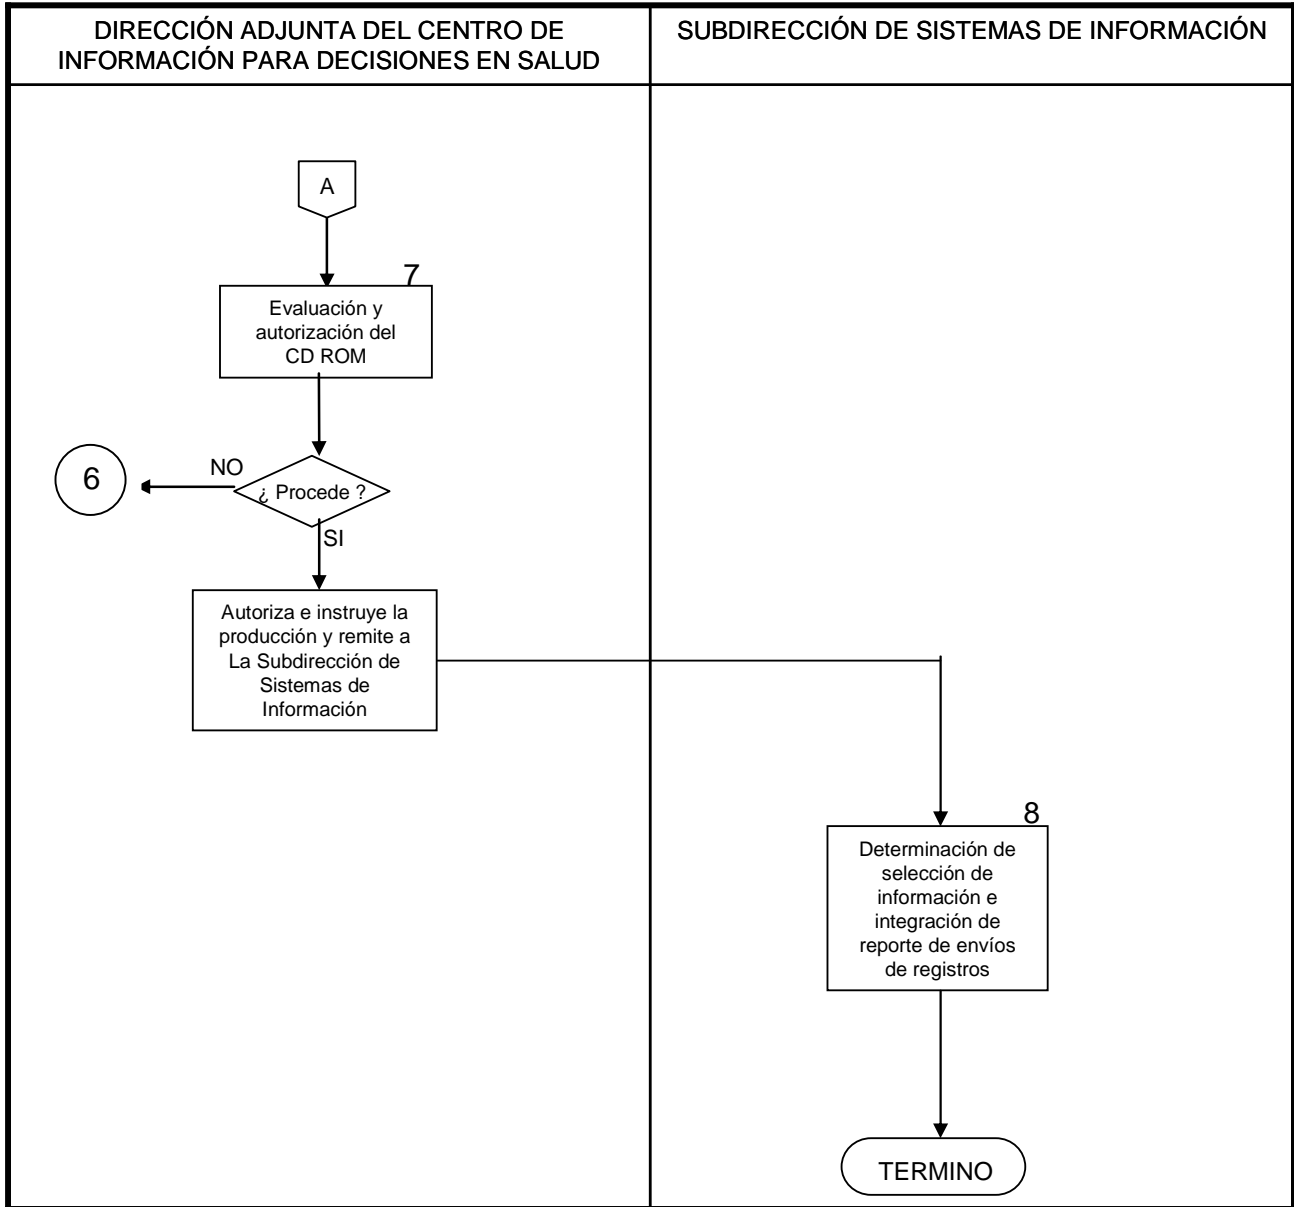 DIRECCIÓN ADJUNTA DEL CENTRO DE
INFORMACIÓN PARA DECISIONES EN SALUD
SUBDIRECCIÓN DE SISTEMAS DE INFORMACIÓN
A
7
Evaluación y
autorización del
CD ROM
6
NO
¿ Procede ?
SI
Autoriza e instruye la
producción y remite a
La Subdirección de
Sistemas de
Información
8
Determinación de
selección de
información e
integración de
reporte de envíos
de registros
TERMINO